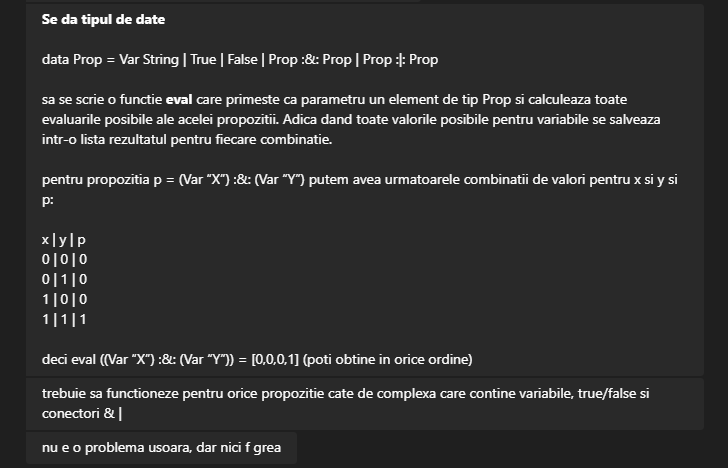 Se da tipul de date
data Prop = Var String | True | False | Prop :&: Prop | Prop :|: Prop
sa se scrie o functie eval care primeste ca parametru un element de tip Prop si calculeaza toate
evaluarile posibile ale acelei propozitii. Adica dand toate valorile posibile pentru variabile se salveaza
intr-o lista rezultatul pentru fiecare combinatie.
pentru propozitia p = (Var “X”) :&: (Var “Y”) putem avea urmatoarele combinatii de valori pentru x si y si
p:
x | y | p
0 | 0 | 0
0 | 1 | 0
1 | 0 | 0
1 | 1 | 1
deci eval ((Var “X”) :&: (Var “Y”)) = [0,0,0,1] (poti obtine in orice ordine)
trebuie sa functioneze pentru orice propozitie cate de complexa care contine variabile, true/false si
conectori & |
nu e o problema usoara, dar nici f grea